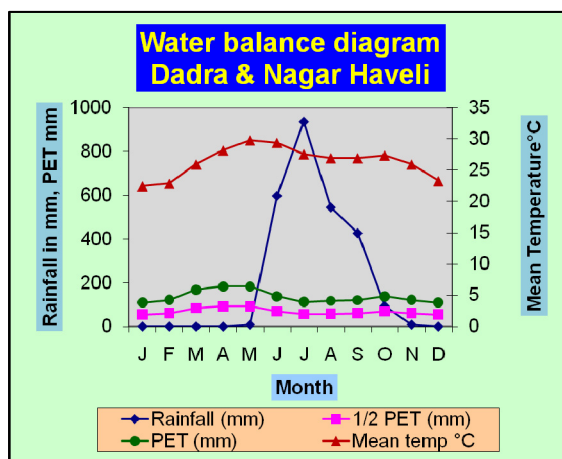 Water balance diagram
Dadra & Nagar Haveli
Rainfall in mm, PET mm
1000
800
600
400
200
0
35
30
25
20
15
10
5
0
Mean Temperature°C
J F M A M J J A S O N D
Month
Rainfall (mm)
1/2 PET (mm)
PET (mm)
Mean temp °C